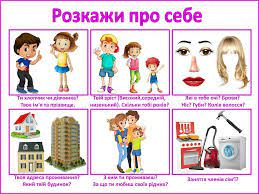 Розкажи про себе
Ти хлопчик чи дівчинка?
Твоє ім'я та прізвище.
Твій зріст (Високий, середній,
низенький). Скільки тобі років?
Які в тебе очі? Брови?
Ніс? Губи? Колір волосся?
Твоя адреса проживання?
Який твій будинок?
З ким ти проживаєш?
За що ти любиш своїх рідних?
Заняття членів сім'ї?